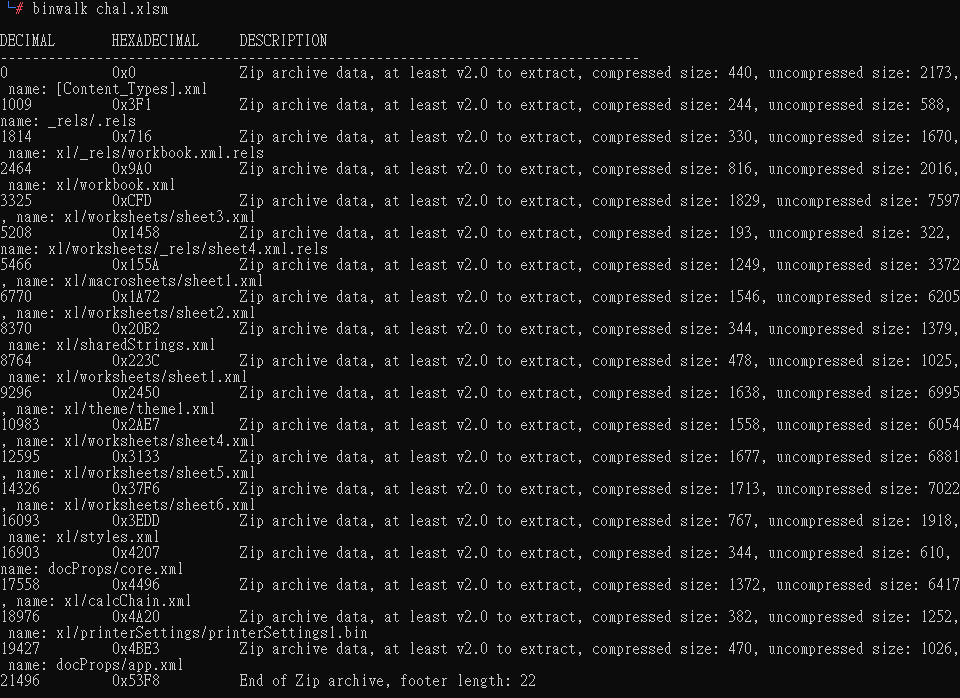 └─# binwalk chal.xlsm
DECIMAL       HEXADECIMAL     DESCRIPTION
--------------------------------------------------------------------------------
0             0x0             Zip archive data, at least v2.0 to extract, compressed size: 440, uncompressed size: 2173,
 name: [Content_Types].xml
1009          0x3F1           Zip archive data, at least v2.0 to extract, compressed size: 244, uncompressed size: 588,
name: _rels/.rels
1814          0x716           Zip archive data, at least v2.0 to extract, compressed size: 330, uncompressed size: 1670,
 name: xl/_rels/workbook.xml.rels
2464          0x9A0           Zip archive data, at least v2.0 to extract, compressed size: 816, uncompressed size: 2016,
 name: xl/workbook.xml
3325          0xCFD           Zip archive data, at least v2.0 to extract, compressed size: 1829, uncompressed size: 7597
, name: xl/worksheets/sheet3.xml
5208          0x1458          Zip archive data, at least v2.0 to extract, compressed size: 193, uncompressed size: 322,
name: xl/worksheets/_rels/sheet4.xml.rels
5466          0x155A          Zip archive data, at least v2.0 to extract, compressed size: 1249, uncompressed size: 3372
, name: xl/macrosheets/sheet1.xml
6770          0x1A72          Zip archive data, at least v2.0 to extract, compressed size: 1546, uncompressed size: 6205
, name: xl/worksheets/sheet2.xml
8370          0x20B2          Zip archive data, at least v2.0 to extract, compressed size: 344, uncompressed size: 1379,
 name: xl/sharedStrings.xml
8764          0x223C          Zip archive data, at least v2.0 to extract, compressed size: 478, uncompressed size: 1025,
 name: xl/worksheets/sheet1.xml
9296          0x2450          Zip archive data, at least v2.0 to extract, compressed size: 1638, uncompressed size: 6995
, name: xl/theme/theme1.xml
10983         0x2AE7          Zip archive data, at least v2.0 to extract, compressed size: 1558, uncompressed size: 6054
, name: xl/worksheets/sheet4.xml
12595         0x3133          Zip archive data, at least v2.0 to extract, compressed size: 1677, uncompressed size: 6881
, name: xl/worksheets/sheet5.xml
14326         0x37F6          Zip archive data, at least v2.0 to extract, compressed size: 1713, uncompressed size: 7022
, name: xl/worksheets/sheet6.xml
16093         0x3EDD          Zip archive data, at least v2.0 to extract, compressed size: 767, uncompressed size: 1918,
 name: xl/styles.xml
16903         0x4207          Zip archive data, at least v2.0 to extract, compressed size: 344, uncompressed size: 610,
name: docProps/core.xml
17558         0x4496          Zip archive data, at least v2.0 to extract, compressed size: 1372, uncompressed size: 6417
, name: xl/calcChain.xml
18976         0x4A20          Zip archive data, at least v2.0 to extract, compressed size: 382, uncompressed size: 1252,
 name: xl/printerSettings/printerSettings1.bin
19427         0x4BE3          Zip archive data, at least v2.0 to extract, compressed size: 470, uncompressed size: 1026,
 name: docProps/app.xml
21496         0x53F8          End of Zip archive, footer length: 22